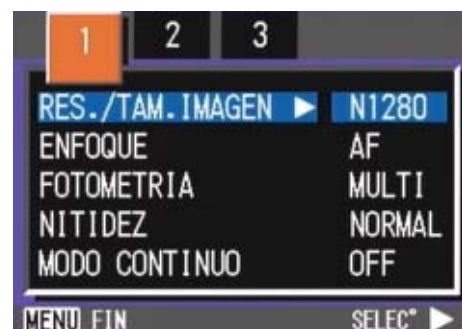 1 2 3
RES./TAM.IMAGEN ▶ N1280
ENFOQUE AF
FOTOMETRIA MULTI
NITIDEZ NORMAL
MODO CONTINUO OFF
MENU FIN SELEC° ▶